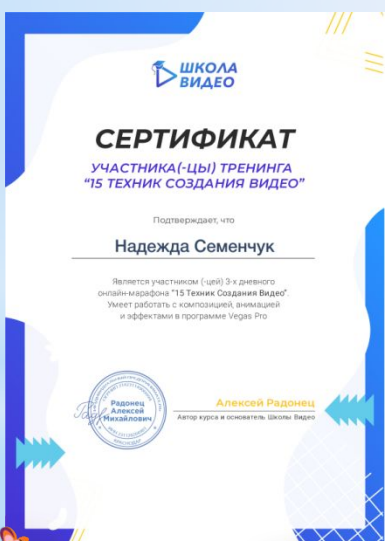 ШКОЛА
ВИДЕО
СЕРТИФИКАТ
УЧАСТНИКА(-ЦЫ) ТРЕНИНГА
"15 ТЕХНИК СОЗДАНИЯ ВИДЕО"
Подтверждает, что
Надежда Семенчук
Является участником (-цей) 3-х дневного
онлайн-марафона "15 Техник Создания Видео".
Умеет работать с композицией, анимацией
и эффектами в программе Vegas Pro
Радонец
Алексей
Михайлович
Алексей Радонец
Автор курса и основатель Школы Видео